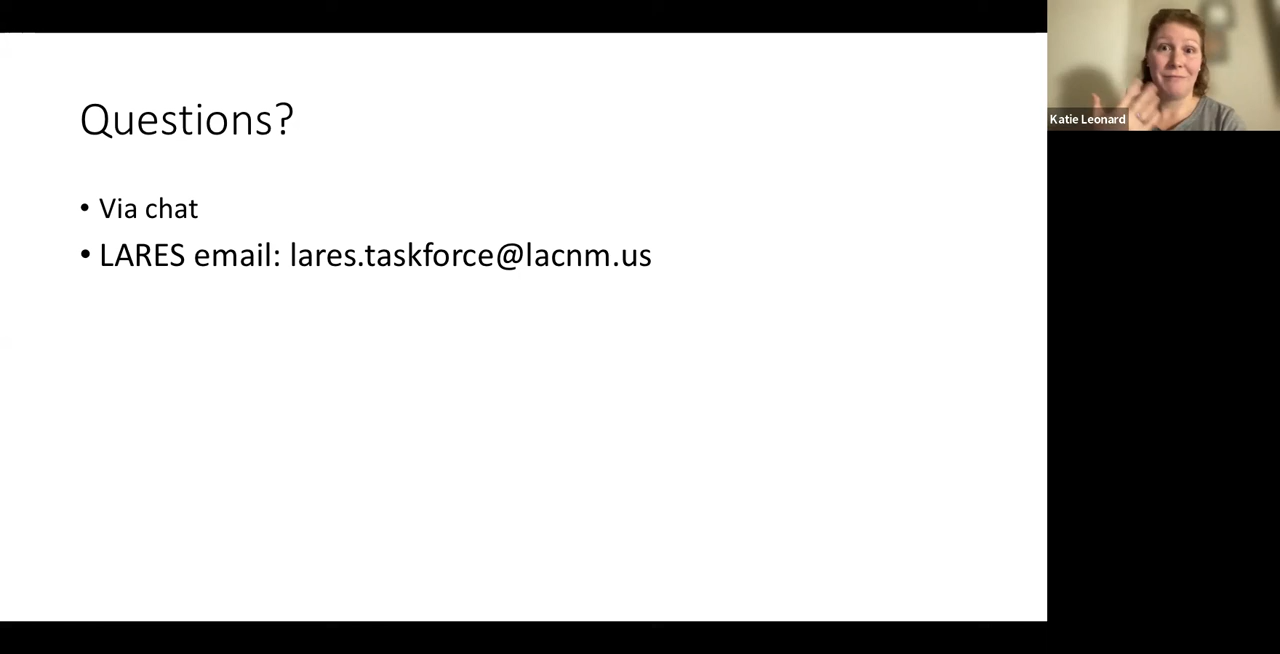 Questions?
• Via chat
• LARES email: lares.taskforce@lacnm.us
Katie Leonard